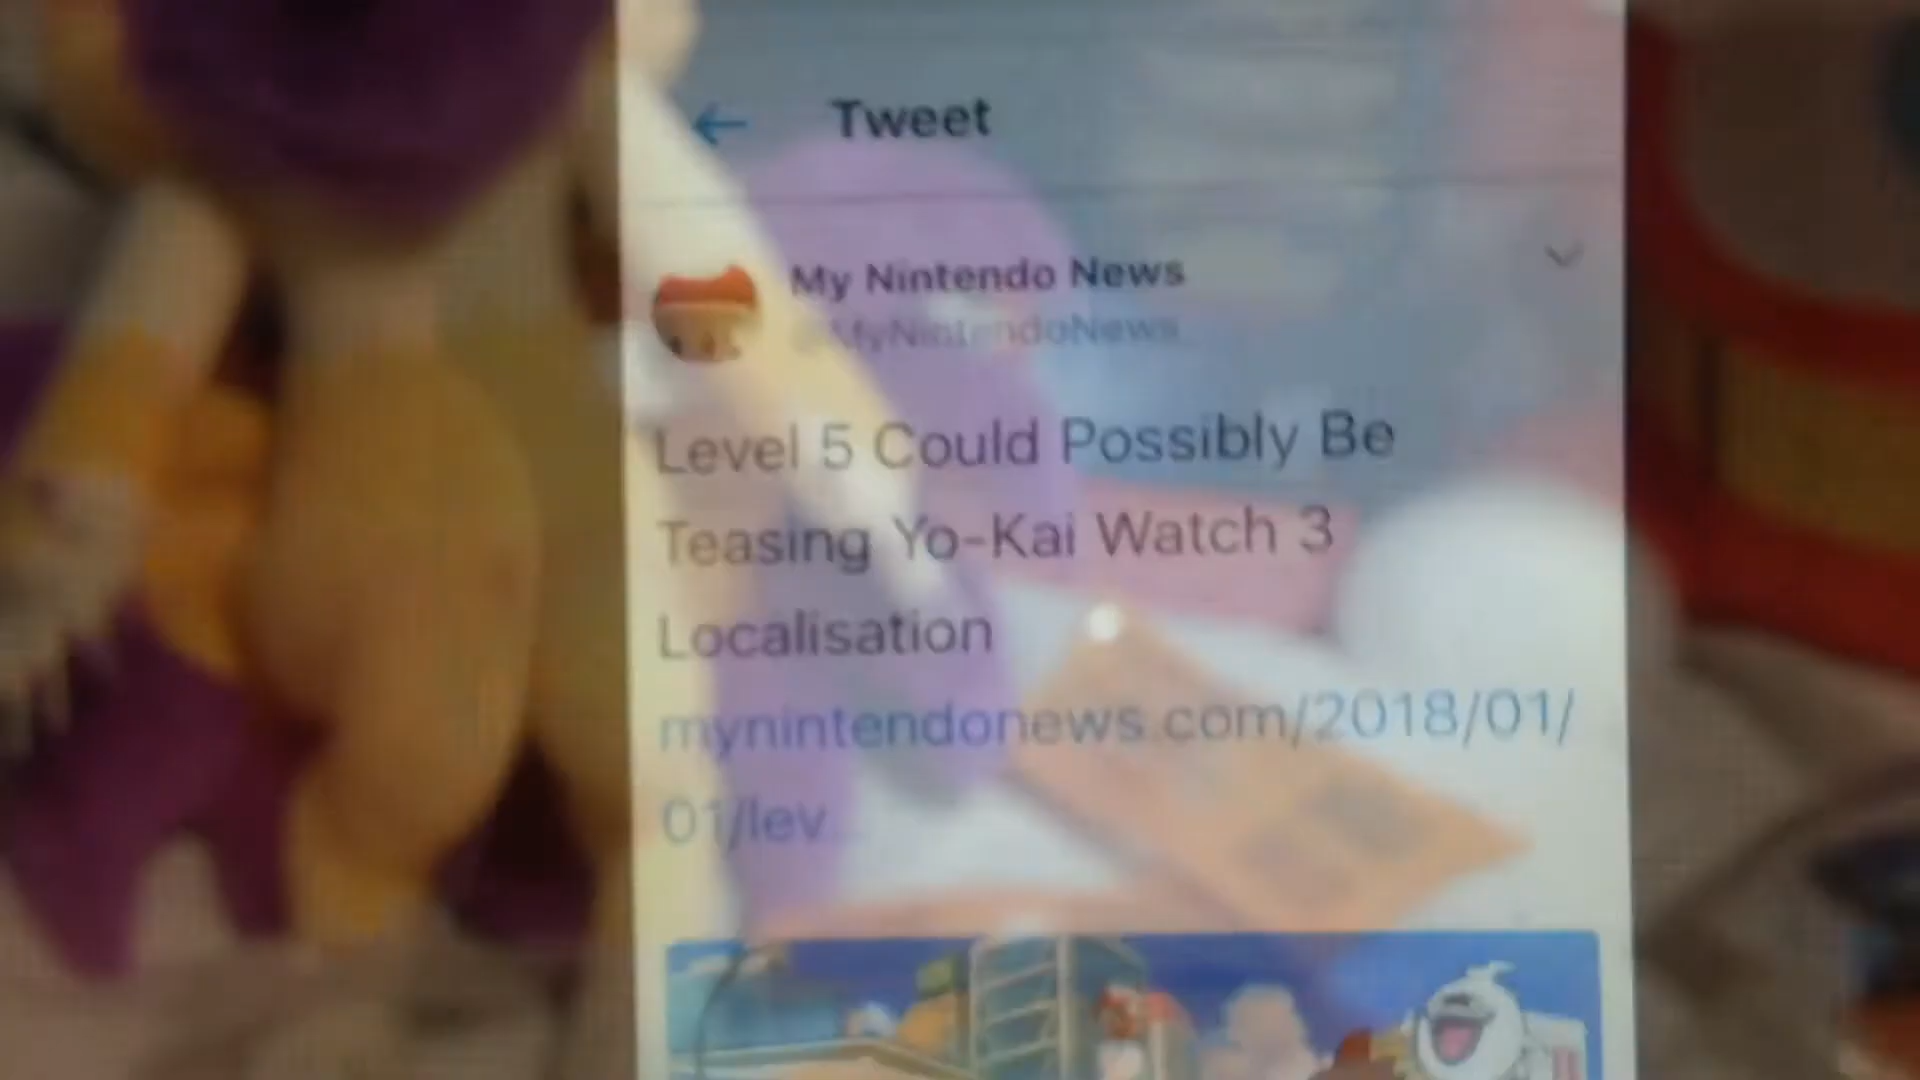 Tweet
My Nintendo News
@MyNintendoNews
Level 5 Could Possibly Be
Teasing Yo-Kai Watch 3
Localisation
mynintendonews.com/2018/01/
01/lev...